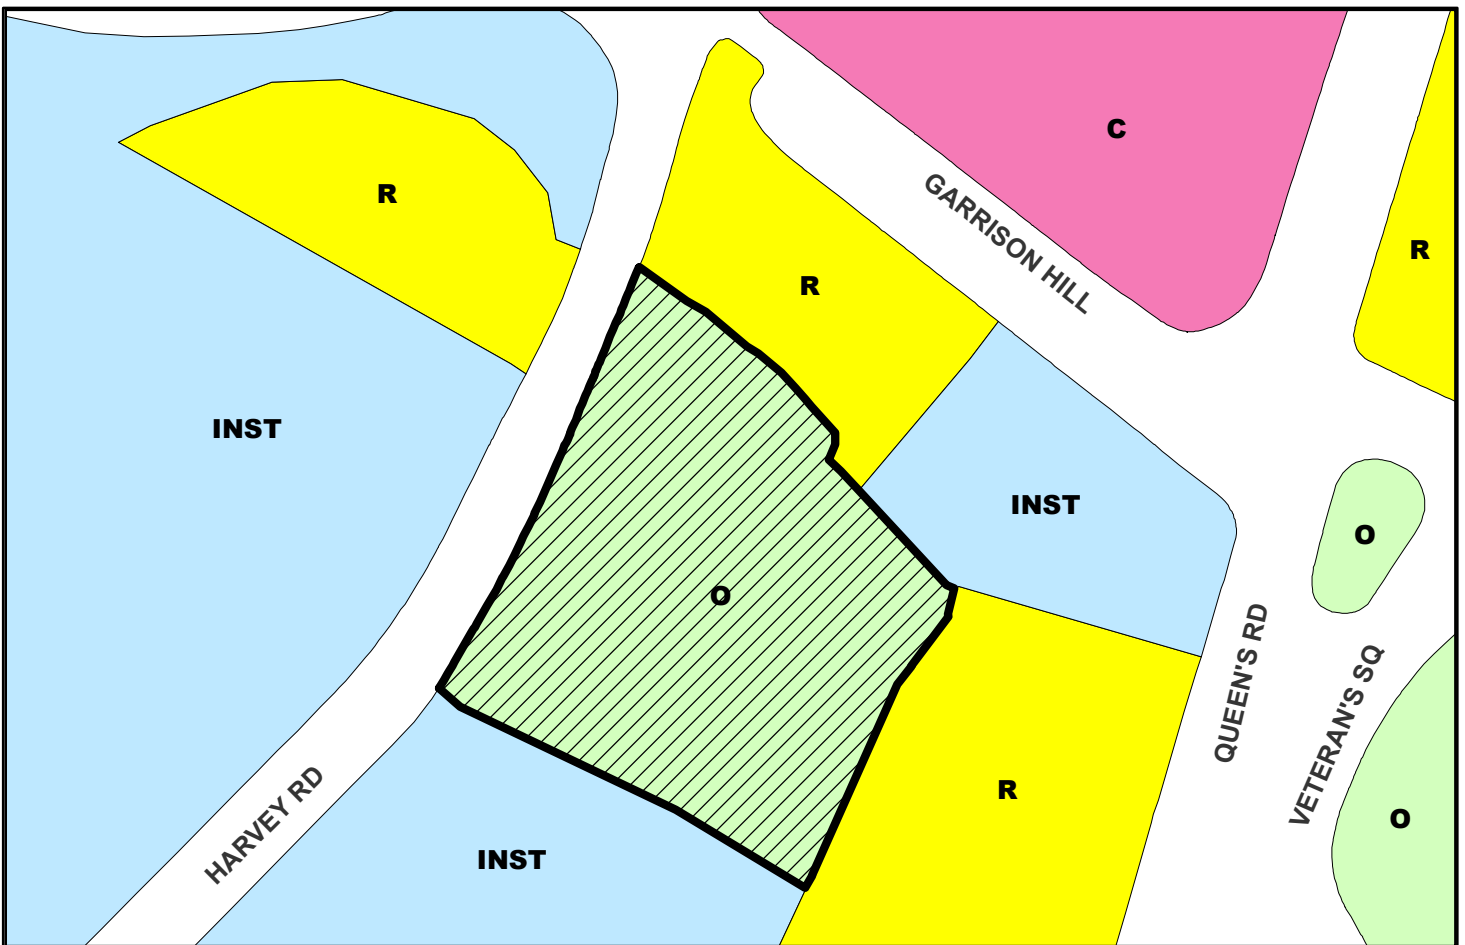 C
GARRISON HILL
R
R
R
INST
INST
O
O
QUEEN'S RD
VETERAN'S SQ
R
O
HARVEY RD
INST